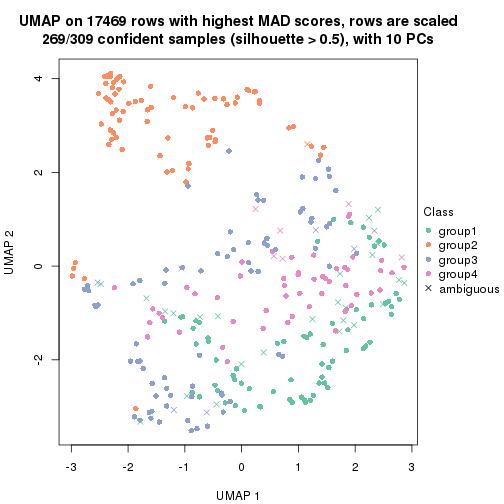 UMAP on 17469 rows with highest MAD scores, rows are scaled
269/309 confident samples (silhouette > 0.5), with 10 PCs
4
2
0
-2
UMAP 2
-3
-2
-1
0
1
2
3
UMAP 1
Class
group1
group2
group3
group4
ambiguous